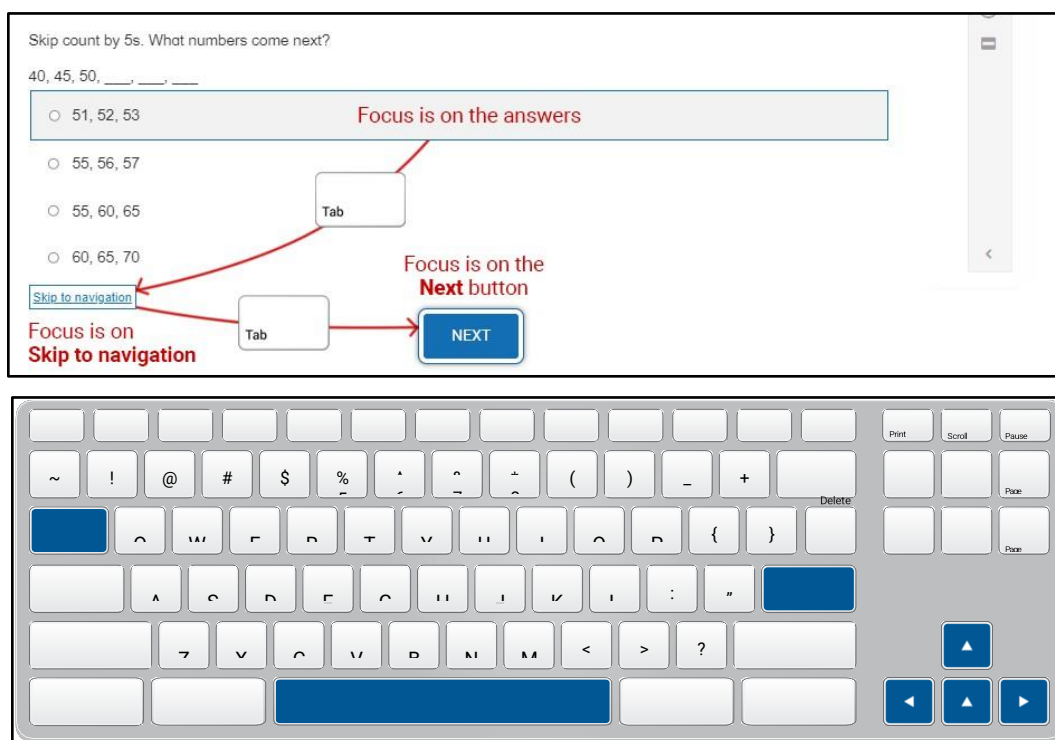 Skip count by 5s. What numbers come next?
40, 45, 50, ___, ___, ___
51, 52, 53
Focus is on the answers
55, 56, 57
55, 60, 65
Tab
60, 65, 70
Focus is on the
Next button
Skip to navigation
Focus is on
Skip to navigation
Tab
NEXT
Print Scroll Pause
~ ! @ # $ % ( ) _ +
Page
Delete
{ }
Page
: "
< > ?